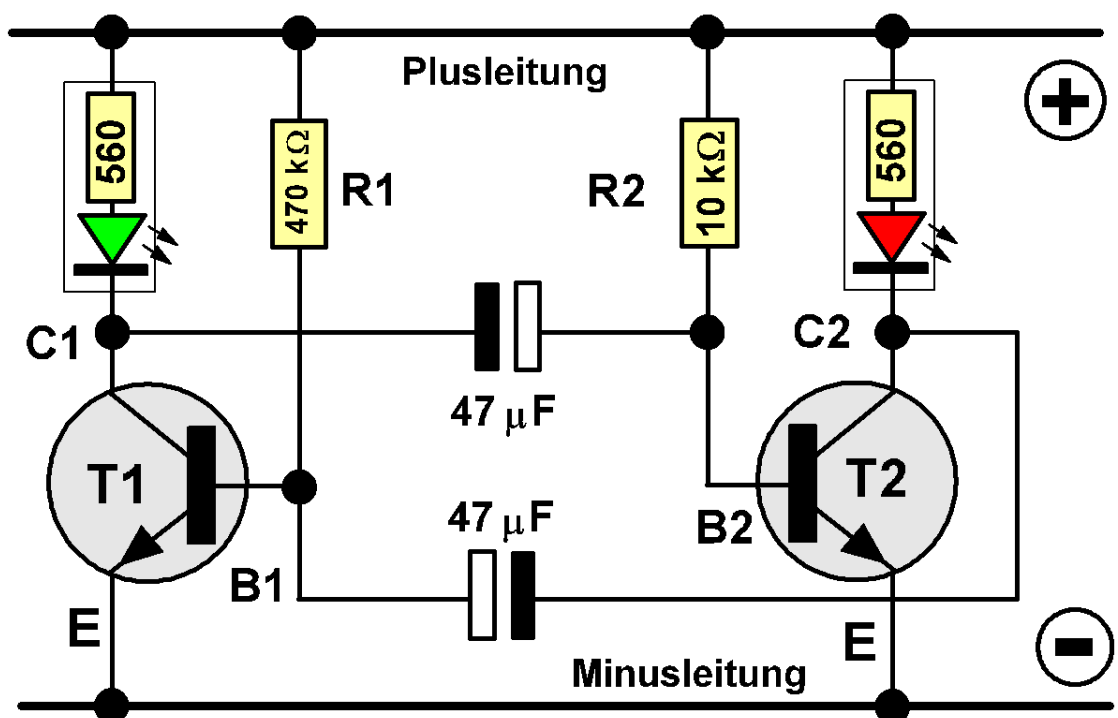 Plusleitung
+
560
470 kΩ
R1
R2
10 kΩ
560
C1
C2
47 µF
T1
T2
47 µF
B2
B1
E
E
Minusleitung
-